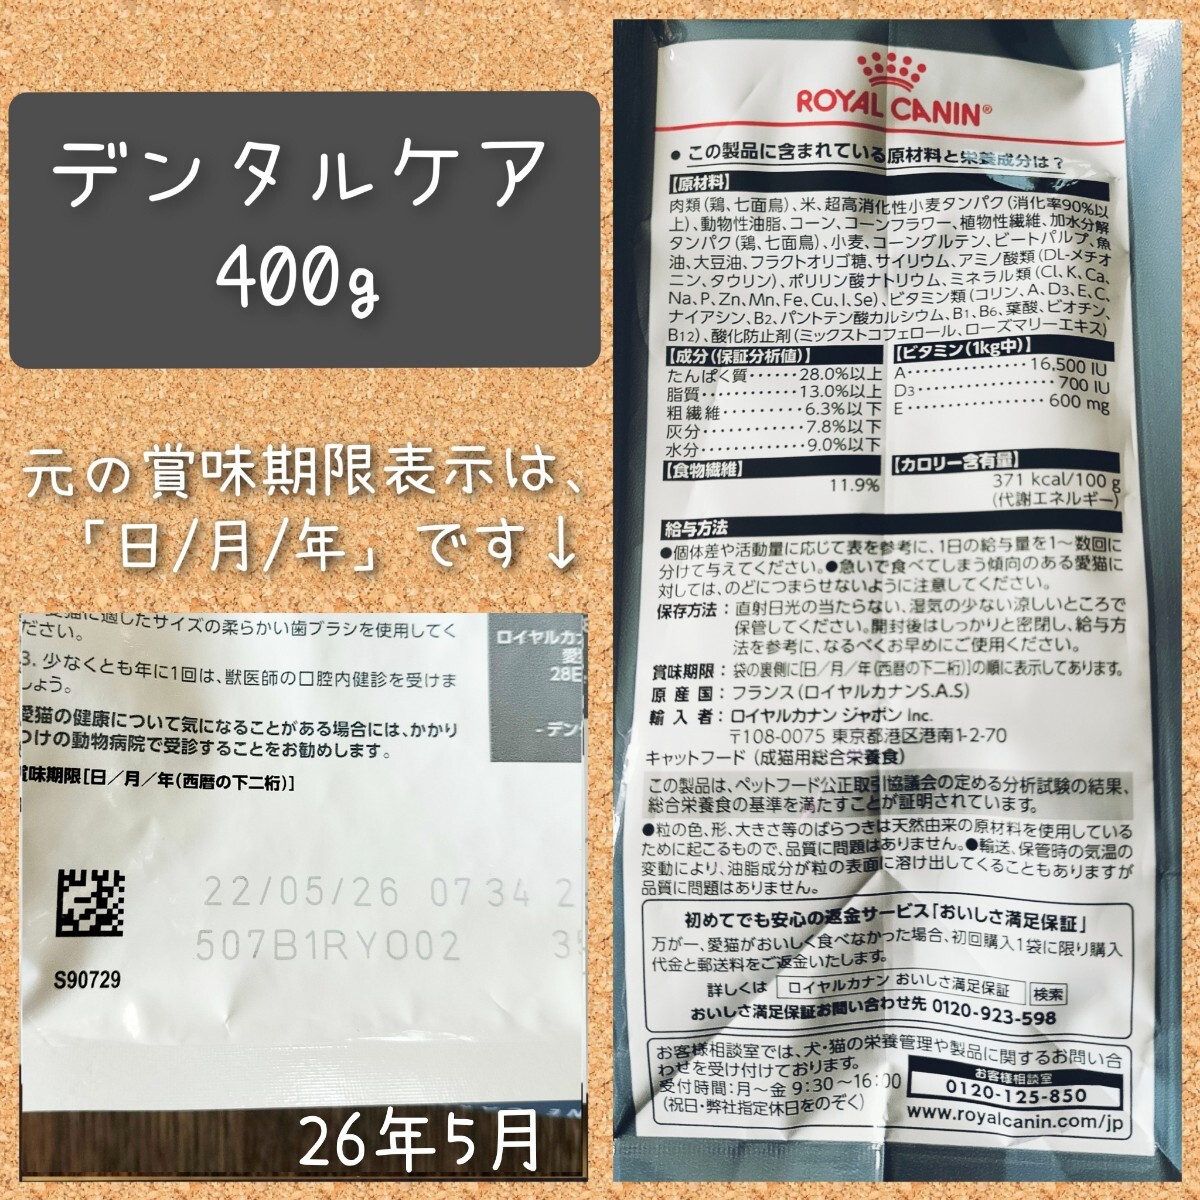 デンタルケア
400g
元の賞味期限表示は、
「日/月/年」です↓
愛猫に適したサイズの柔らかい歯ブラシを使用してく
ださい。
3. 少なくとも年に1回は、獣医師の口腔内健診を受けま
しょう。
愛猫の健康について気になることがある場合には、かかり
つけの動物病院で受診することをお勧めします。
賞味期限[日/月/年(西暦の下二桁)]
ロイヤルカナ
愛
28E
-デン
22/05/26 0734 2
507B1RY002 3
S90729
26年5月
ROYAL CANIN®
● この製品に含まれている原材料と栄養成分は?
【原材料】
肉類(鶏、七面鳥)、米、超高消化性小麦タンパク(消化率90%以
上)、動物性油脂、コーン、コーンフラワー、植物性繊維、加水分解
タンパク(鶏、七面鳥)、小麦、コーングルテン、ビートパルプ、魚
油、大豆油、フラクトオリゴ糖、サイリウム、アミノ酸類(DL-メチオ
ニン、タウリン)、ポリリン酸ナトリウム、ミネラル類(Cl、K、Ca、
Na、P、Zn、Mn、Fe、Cu、I、Se)、ビタミン類(コリン、A、D3、E、C、
ナイアシン、B2、パントテン酸カルシウム、B1、B6、葉酸、ビオチン、
B12)、酸化防止剤(ミックストコフェロール、ローズマリーエキス)
【成分(保証分析値)】
たんぱく質······28.0%以上
脂質··········13.0%以上
粗繊維·········6.3%以下
灰分···········7.8%以下
水分···········9.0%以下
【食物繊維】
11.9%
【ビタミン(1kg中)】
A··········16,500 IU
D3············700 IU
E············600 mg
【カロリー含有量】
371 kcal/100 g
(代謝エネルギー)
給与方法
●個体差や活動量に応じて表を参考に、1日の給与量を1~数回に
分けて与えてください。●急いで食べてしまう傾向のある愛猫に
対しては、のどにつまらせないように注意してください。
保存方法:直射日光の当たらない、湿気の少ない涼しいところで
保管してください。開封後はしっかりと密閉し、給与方
法を参考に、なるべくお早めにご使用ください。
賞味期限:袋の裏側に[日/月/年(西暦の下二桁)]の順に表示してあります。
原産国:フランス(ロイヤルカナンS.A.S)
輸入者:ロイヤルカナン ジャポン Inc.
〒108-0075 東京都港区港南1-2-70
キャットフード(成猫用総合栄養食)
この製品は、ペットフード公正取引協議会の定める分析試験の結果、
総合栄養食の基準を満たすことが証明されています。
●粒の色、形、大きさ等のばらつきは天然由来の原材料を使用している
ために起こるもので、品質に問題はありません。●輸送、保管時の気温の
変動により、油脂成分が粒の表面に溶け出してくることもありますが
品質に問題はありません。
初めてでも安心の返金サービス「おいしさ満足保証」
万が一、愛猫がおいしく食べなかった場合、初回購入1袋に限り購入
代金と郵送料をご返金いたします。
詳しくは ロイヤルカナン おいしさ満足保証 検索
おいしさ満足保証お問い合わせ先 0120-923-598
お客様相談室では、犬・猫の栄養管理や製品に関するお問い合
わせを受け付けております。
受付時間:月~金 9:30~16:00
(祝日・弊社指定休日をのぞく)
お客様相談室
0120-125-850
www.royalcanin.com/jp